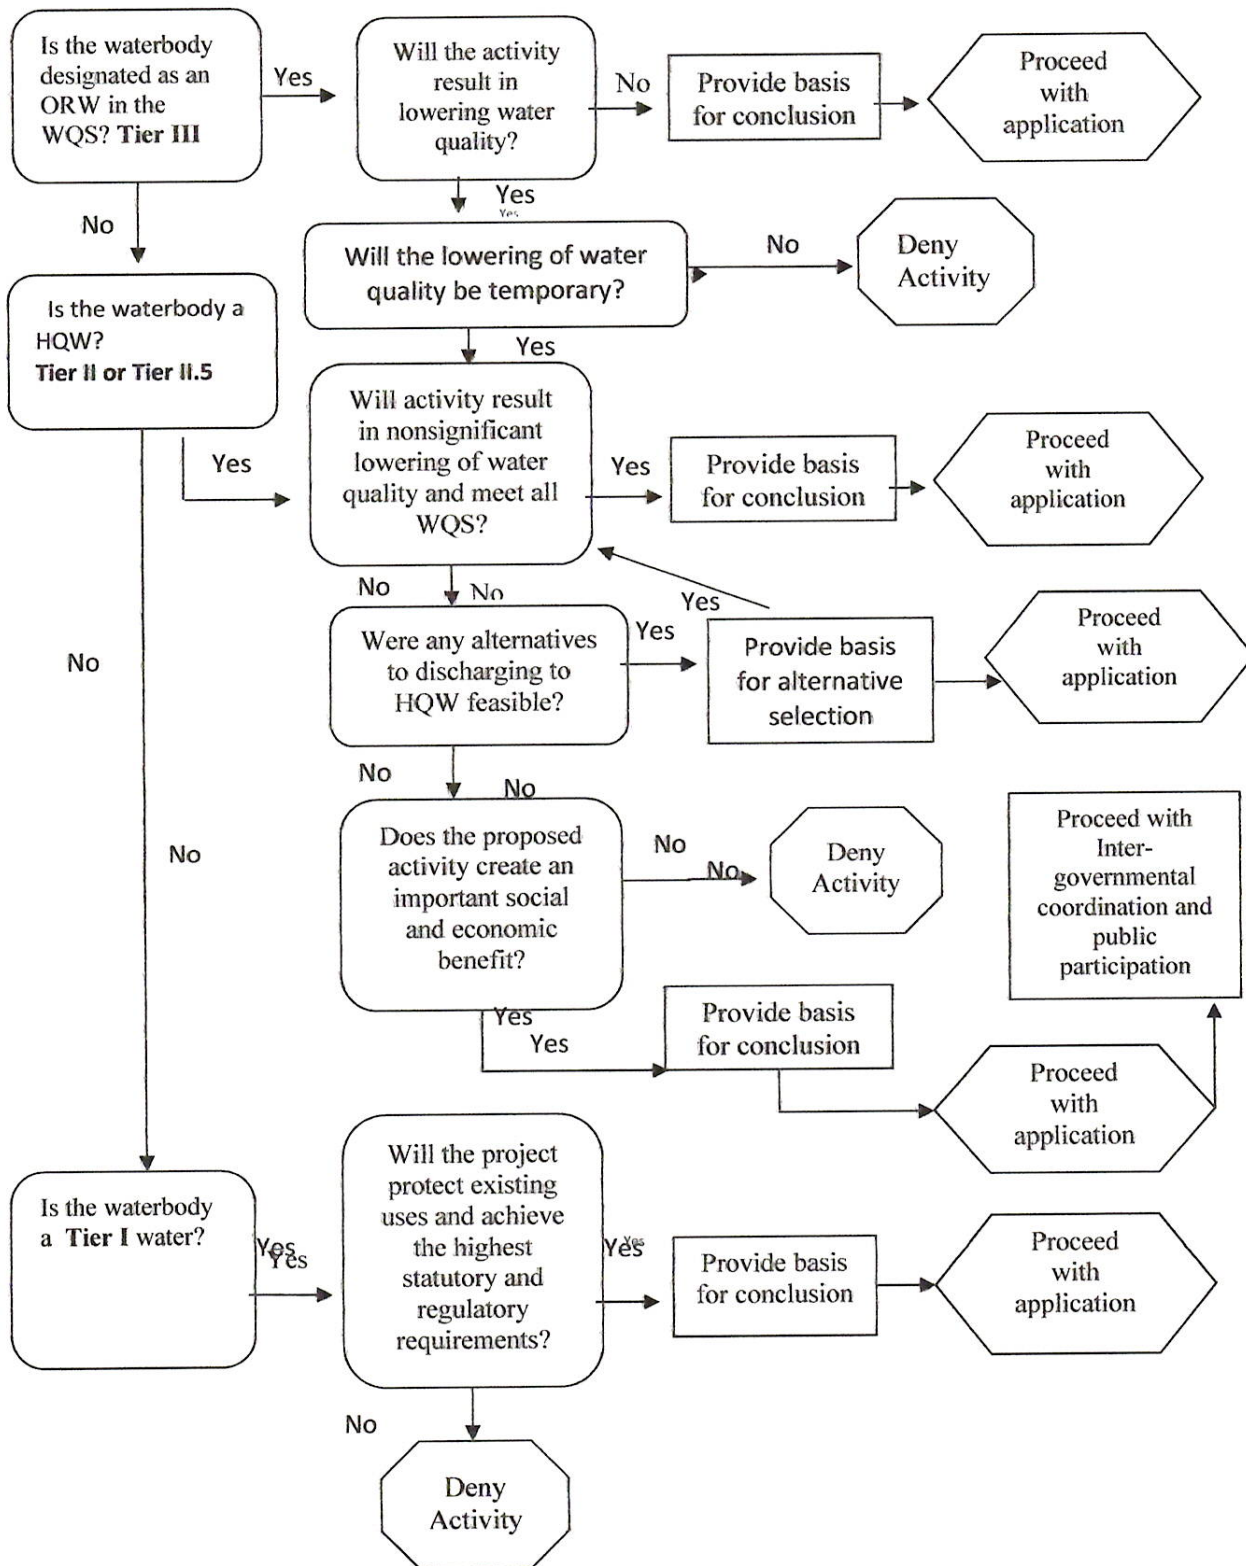 Is the waterbody
designated as an
ORW in the
WQS? Tier III
Yes
Will the activity
result in
lowering water
quality?
No
Provide basis
for conclusion
Proceed
with
application
No
Yes
Yes
Will the lowering of water
quality be temporary?
No
Deny
Activity
Is the waterbody a
HQW?
Tier II or Tier II.5
Yes
Yes
Will activity result
in nonsignificant
lowering of water
quality and meet all
WQS?
Yes
Provide basis
for conclusion
Proceed
with
application
No
No
Yes
Were any alternatives
to discharging to
HQW feasible?
Yes
Provide basis
for alternative
selection
Proceed
with
application
No
No
No
Does the proposed
activity create an
important social
and economic
benefit?
No
No
Deny
Activity
Proceed with
Inter-
governmental
coordination and
public
participation
No
Yes
Yes
Provide basis
for conclusion
Proceed
with
application
Is the waterbody
a Tier I water?
Yes
Yes
Will the project
protect existing
uses and achieve
the highest
statutory and
regulatory
requirements?
Yes
Yes
Provide basis
for conclusion
Proceed
with
application
No
Deny
Activity